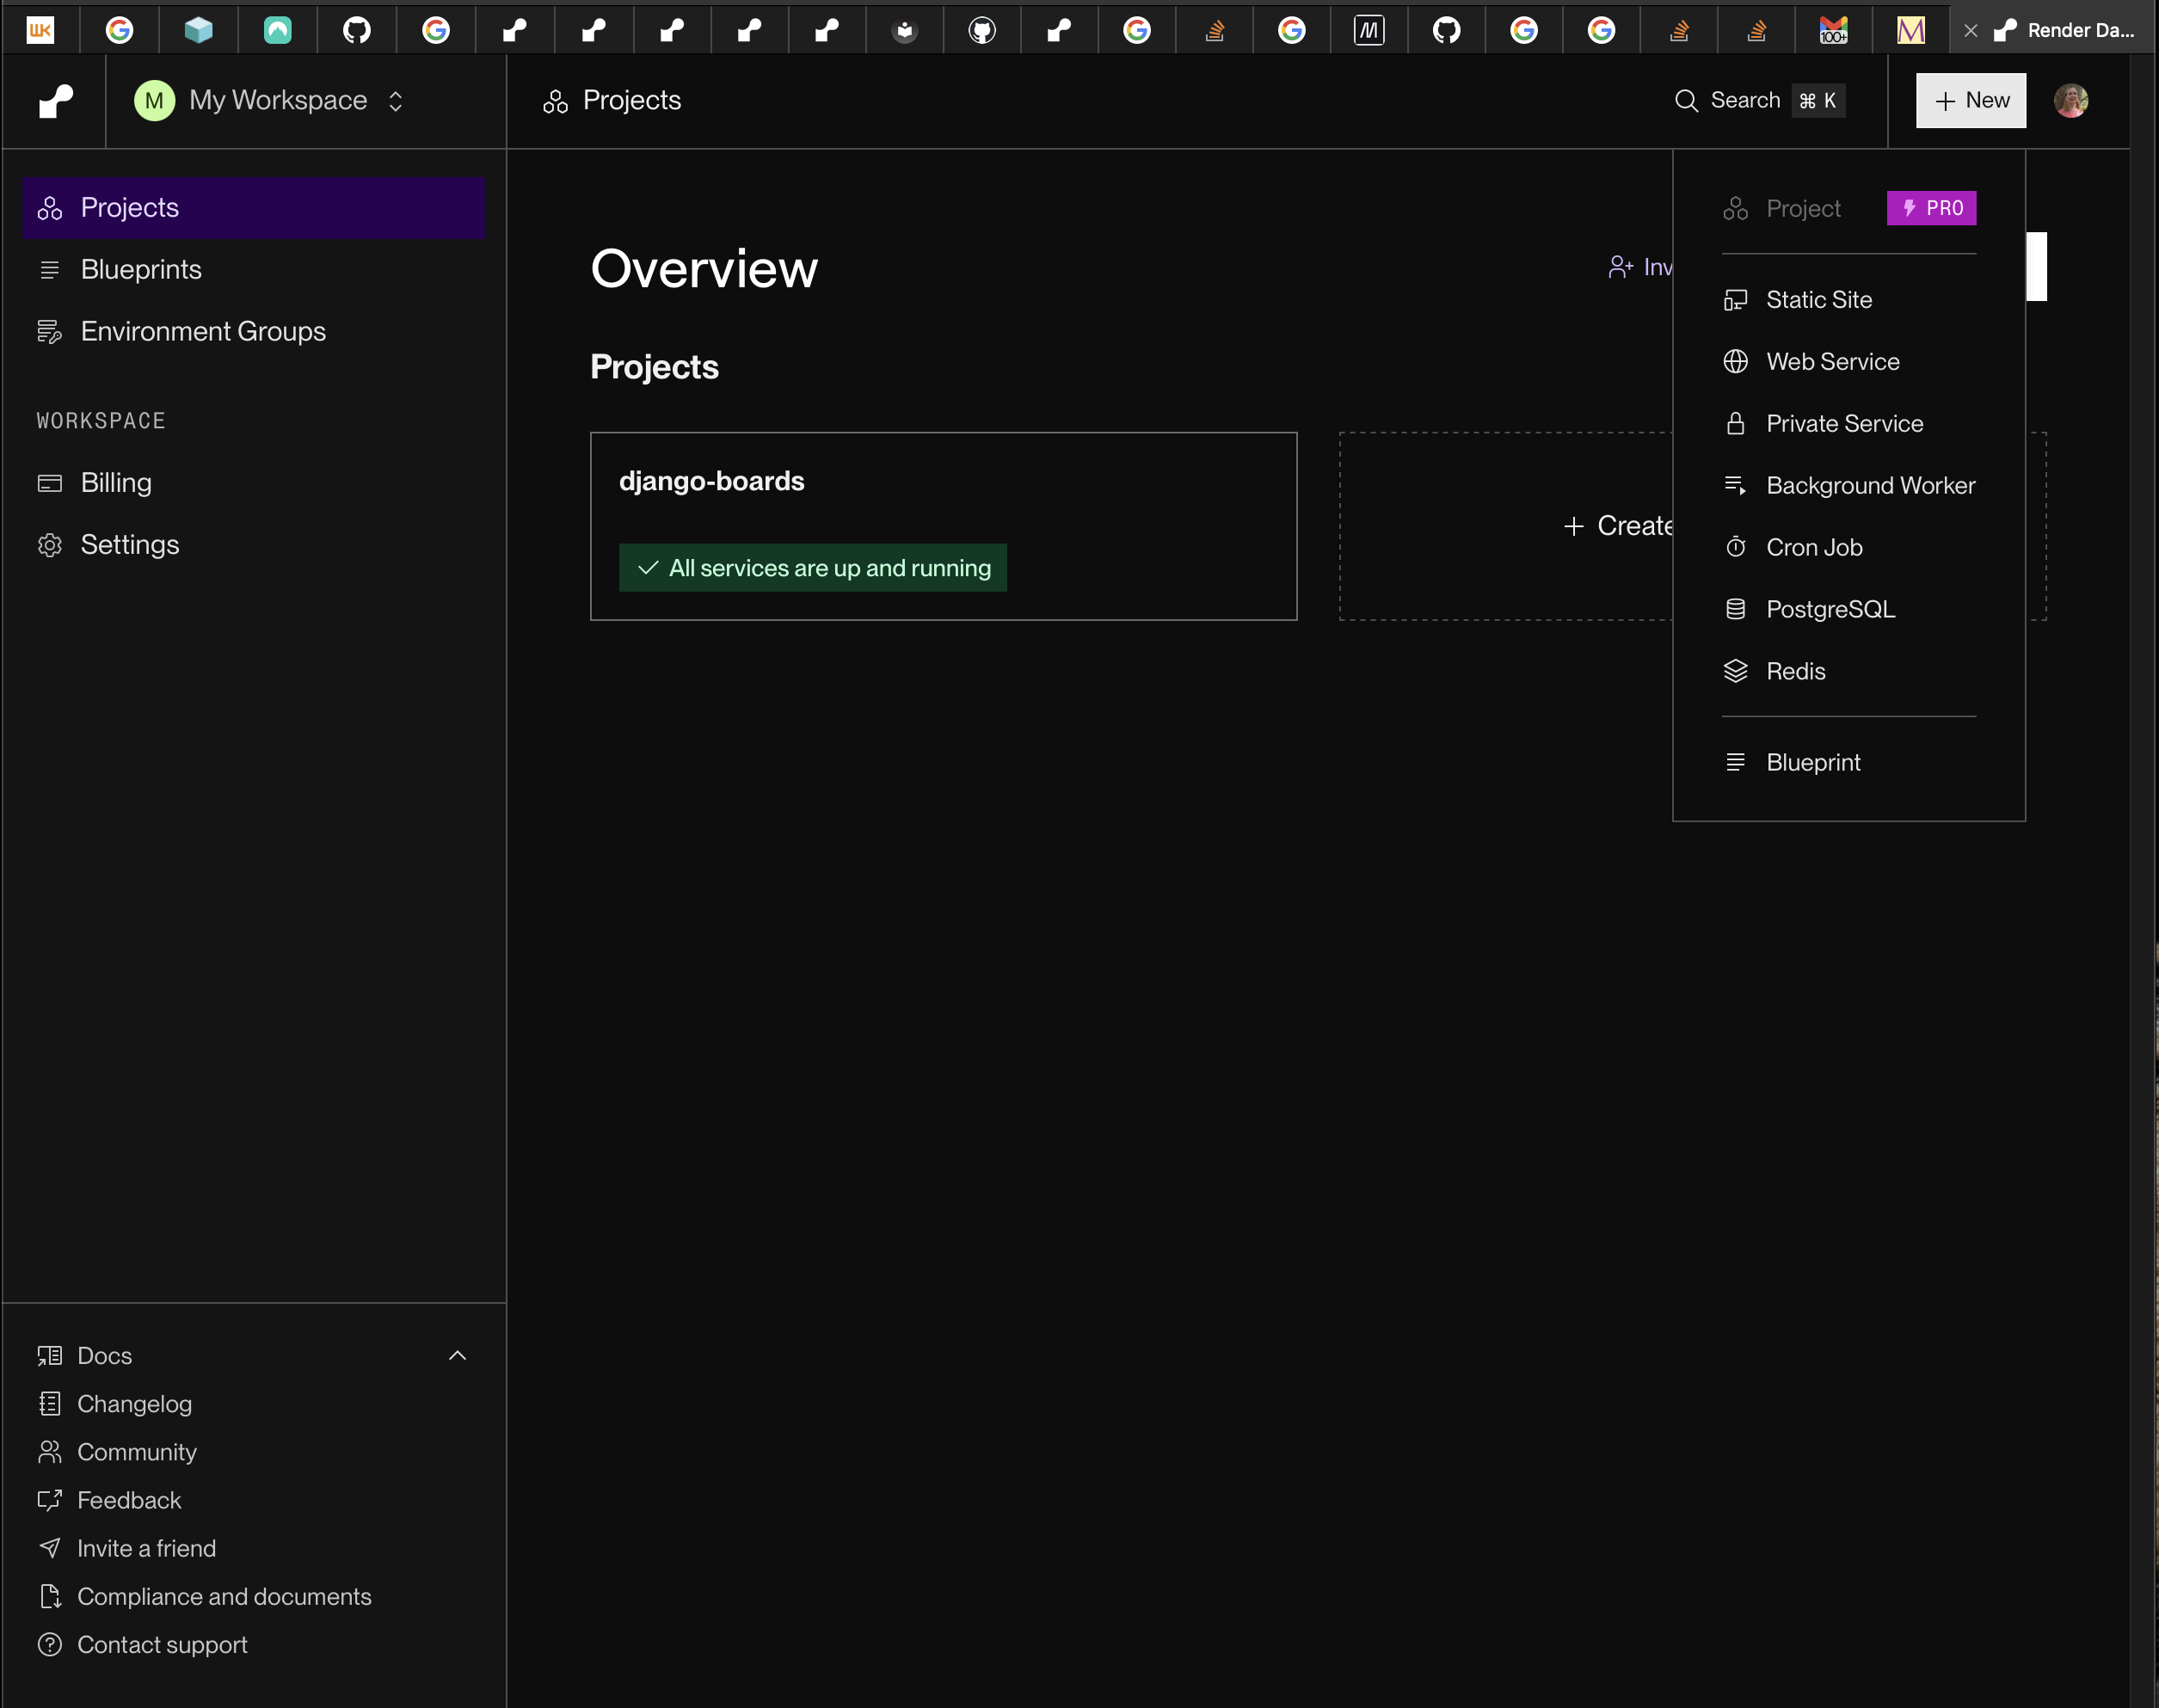 100+
Render Da...
M
My Workspace
Projects
Search
⌘ K
+ New
Projects
Blueprints
Environment Groups
WORKSPACE
Billing
Settings
Overview
Inv
Projects
django-boards
All services are up and running
+ Create
Project
PRO
Static Site
Web Service
Private Service
Background Worker
Cron Job
PostgreSQL
Redis
Blueprint
Docs
Changelog
Community
Feedback
Invite a friend
Compliance and documents
Contact support